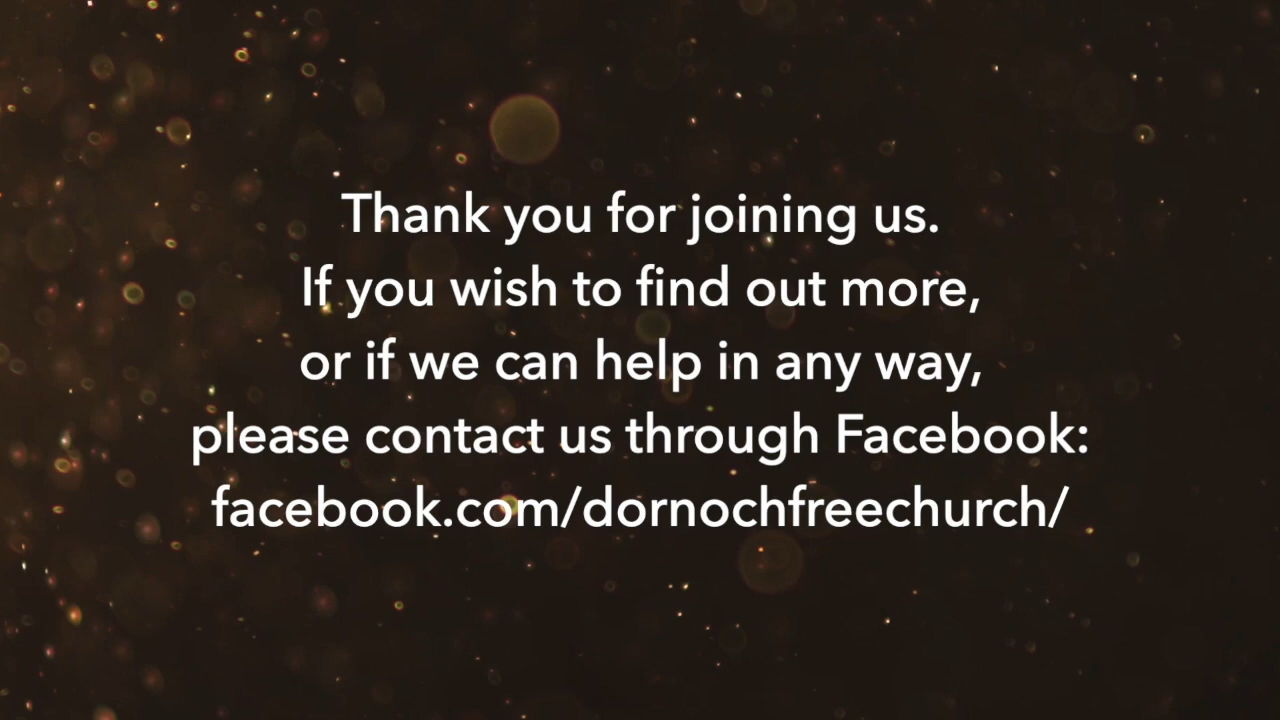 Thank you for joining us.
If you wish to find out more,
or if we can help in any way,
please contact us through Facebook:
facebook.com/dornochfreechurch/